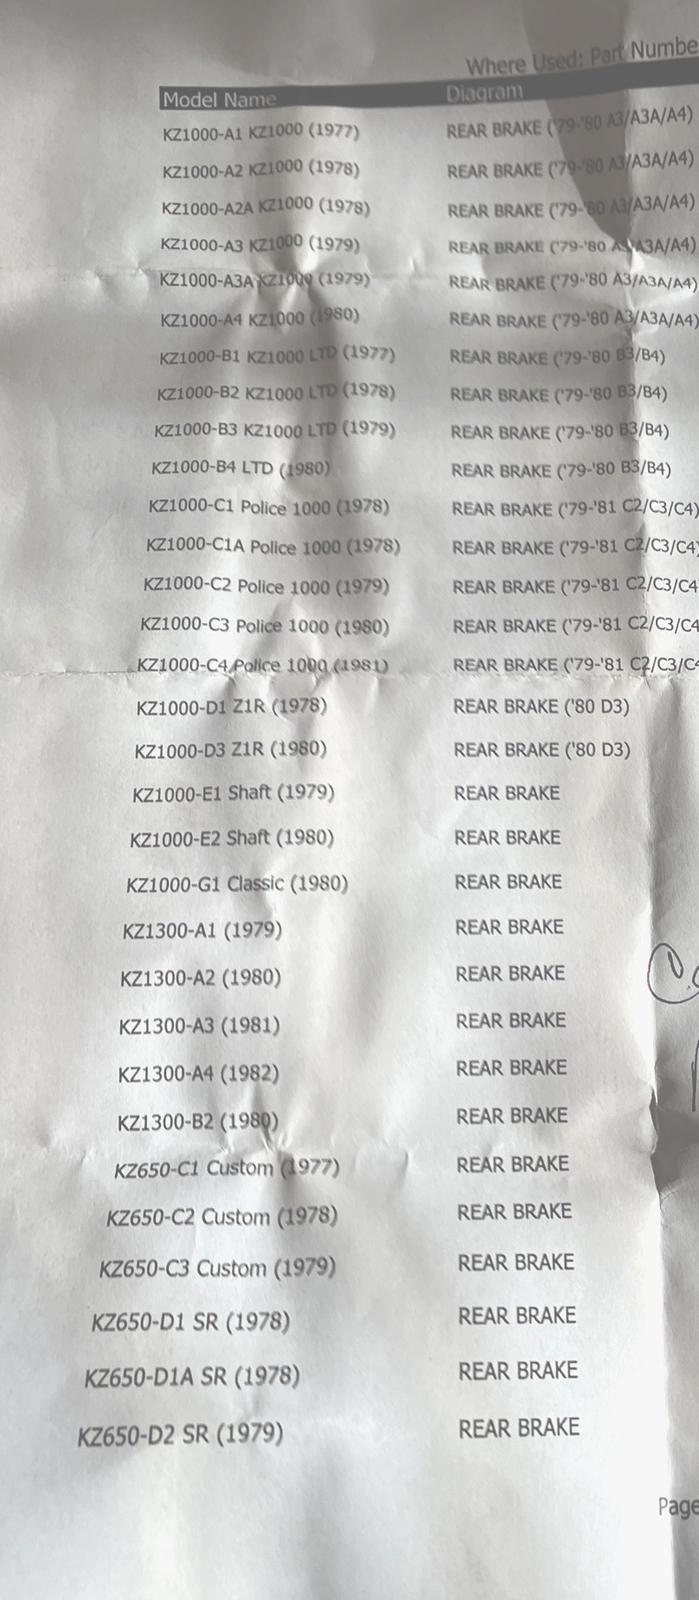 Where Used: Part Numbe
Model Name Diagram
KZ1000-A1 KZ1000 (1977) REAR BRAKE ('79-'80 A3/A3A/A4)
KZ1000-A2 KZ1000 (1978) REAR BRAKE ('79-'80 A3/A3A/A4)
KZ1000-A2A KZ1000 (1978) REAR BRAKE ('79-'80 A3/A3A/A4)
KZ1000-A3 KZ1000 (1979) REAR BRAKE ('79-'80 A3/A3A/A4)
KZ1000-A3A KZ1000 (1979) REAR BRAKE ('79-'80 A3/A3A/A4)
KZ1000-A4 KZ1000 (1980) REAR BRAKE ('79-'80 A3/A3A/A4)
KZ1000-B1 KZ1000 LTD (1977) REAR BRAKE ('79-'80 B3/B4)
KZ1000-B2 KZ1000 LTD (1978) REAR BRAKE ('79-'80 B3/B4)
KZ1000-B3 KZ1000 LTD (1979) REAR BRAKE ('79-'80 B3/B4)
KZ1000-B4 LTD (1980) REAR BRAKE ('79-'80 B3/B4)
KZ1000-C1 Police 1000 (1978) REAR BRAKE ('79-'81 C2/C3/C4)
KZ1000-C1A Police 1000 (1978) REAR BRAKE ('79-'81 C2/C3/C4)
KZ1000-C2 Police 1000 (1979) REAR BRAKE ('79-'81 C2/C3/C4
KZ1000-C3 Police 1000 (1980) REAR BRAKE ('79-'81 C2/C3/C4
KZ1000-C4 Police 1000 (1981) REAR BRAKE ('79-'81 C2/C3/C4
KZ1000-D1 Z1R (1978) REAR BRAKE ('80 D3)
KZ1000-D3 Z1R (1980) REAR BRAKE ('80 D3)
KZ1000-E1 Shaft (1979) REAR BRAKE
KZ1000-E2 Shaft (1980) REAR BRAKE
KZ1000-G1 Classic (1980) REAR BRAKE
KZ1300-A1 (1979) REAR BRAKE
KZ1300-A2 (1980) REAR BRAKE
KZ1300-A3 (1981) REAR BRAKE
KZ1300-A4 (1982) REAR BRAKE
KZ1300-B2 (1980) REAR BRAKE
KZ650-C1 Custom (1977) REAR BRAKE
KZ650-C2 Custom (1978) REAR BRAKE
KZ650-C3 Custom (1979) REAR BRAKE
KZ650-D1 SR (1978) REAR BRAKE
KZ650-D1A SR (1978) REAR BRAKE
KZ650-D2 SR (1979) REAR BRAKE
Page